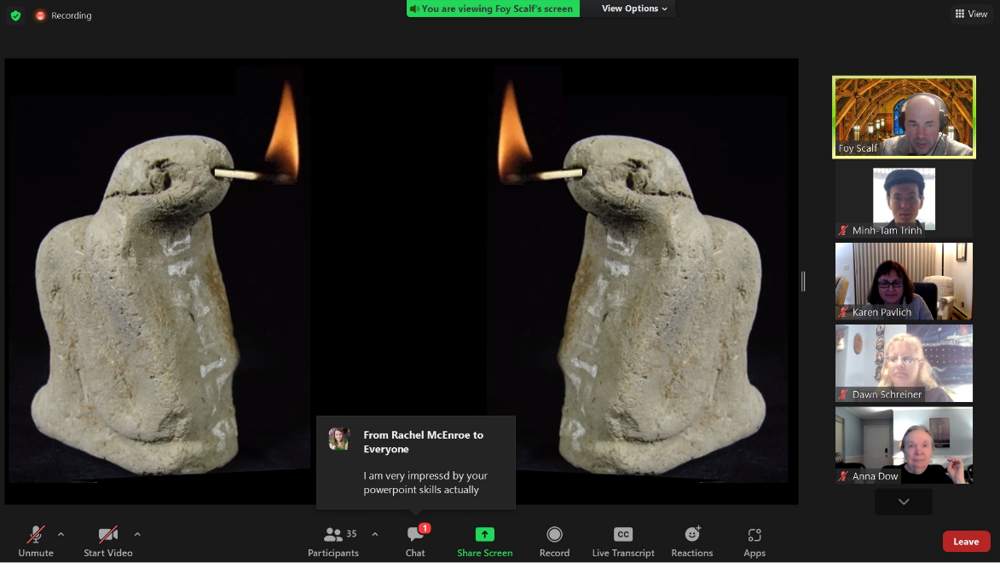 Recording
You are viewing Foy Scalf's screen
View Options
View
Foy Scalf
Minh-Tam Trinh
Karen Pavlich
Dawn Schreiner
Anna Dow
From Rachel McEnroe to
Everyone
I am very impressd by your
powerpoint skills actually
Unmute
Start Video
35
Participants
1
Chat
Share Screen
Record
CC
Live Transcript
Reactions
Apps
Leave